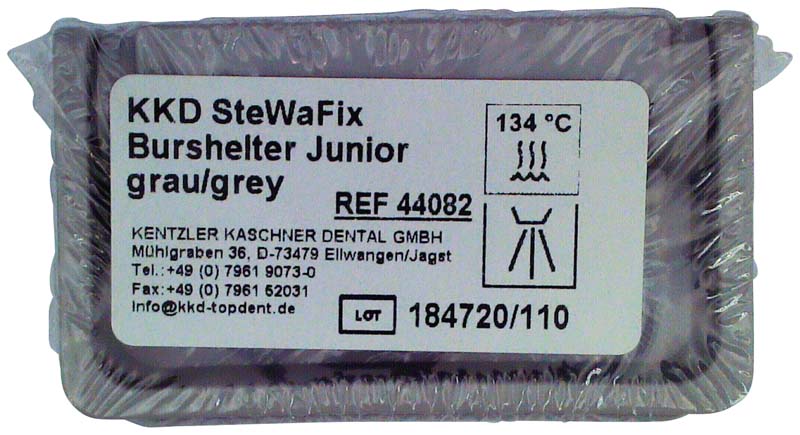 KKD SteWaFix
Burshelter Junior
grau/grey
REF 44082
134 °C
KENTZLER KASCHNER DENTAL GMBH
Mühlgraben 36, D-73479 Ellwangen/Jagst
Tel.:+49 (0) 7961 9073-0
Fax:+49 (0) 7961 52031
Info@kkd-topdent.de
LOT 184720/110